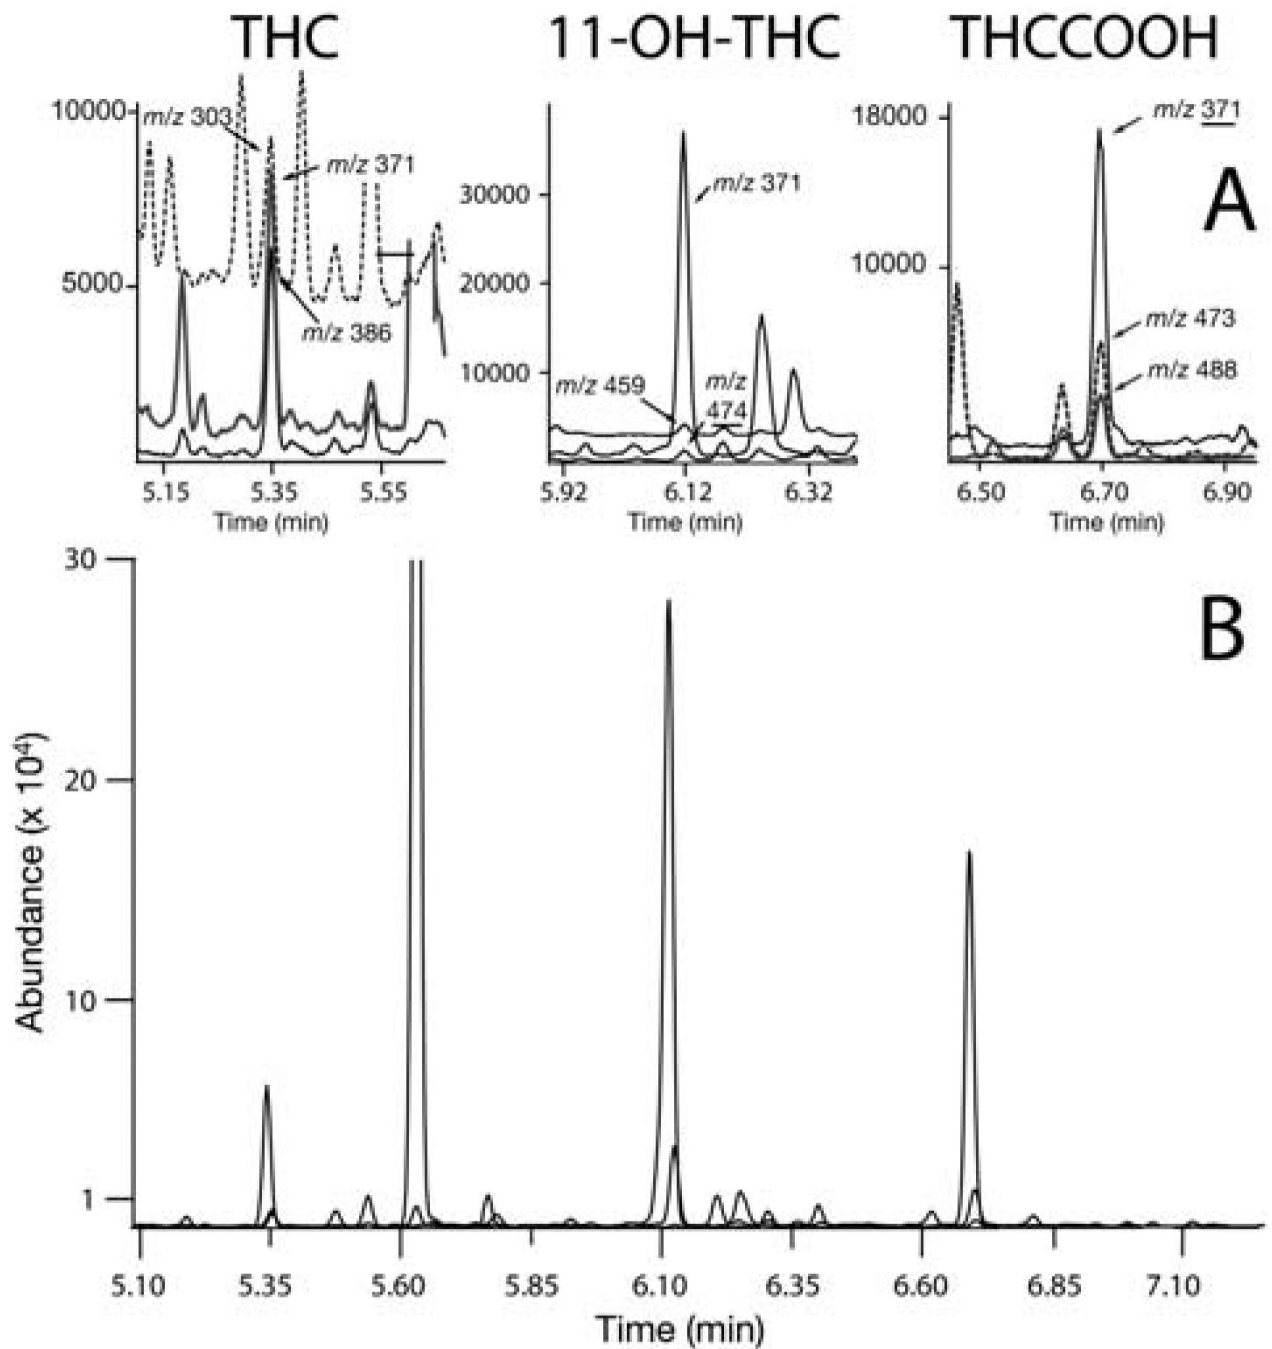 THC 11-OH-THC THCCOOH
10000
m/z 303
m/z 371
5000
m/z 386
5.15 5.35 5.55
Time (min)
30000
m/z 371
20000
10000
m/z 459
m/z
474
5.92 6.12 6.32
Time (min)
18000
m/z 371
A
10000
m/z 473
m/z 488
6.50 6.70 6.90
Time (min)
B
Abundance (x 10⁴)
30
20
10
1
5.10 5.35 5.60 5.85 6.10 6.35 6.60 6.85 7.10
Time (min)